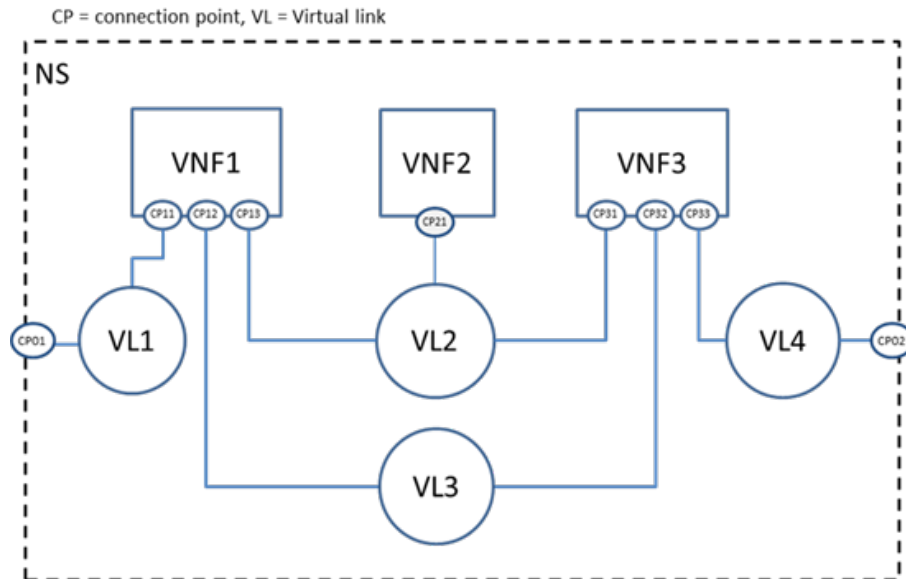 CP = connection point, VL = Virtual link
NS
VNF1
VNF2
VNF3
CP11
CP12
CP13
CP21
CP31
CP32
CP33
CP01
VL1
VL2
VL4
CP02
VL3